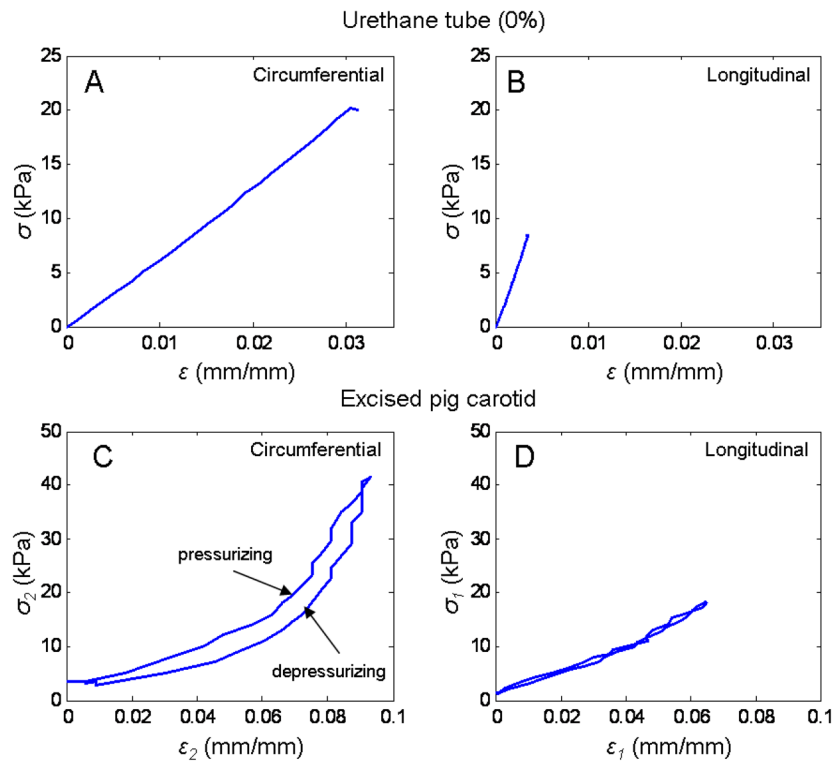 Urethane tube (0%)
A
Circumferential
25
20
15
10
5
0
σ (kPa)
0
0.01
0.02
0.03
ε (mm/mm)
B
Longitudinal
25
20
15
10
5
0
σ (kPa)
0
0.01
0.02
0.03
ε (mm/mm)
Excised pig carotid
C
Circumferential
50
40
30
20
10
0
σ2 (kPa)
pressurizing
depressurizing
0
0.02
0.04
0.06
0.08
0.1
ε2 (mm/mm)
D
Longitudinal
50
40
30
20
10
0
σ1 (kPa)
0
0.02
0.04
0.06
0.08
0.1
ε1 (mm/mm)